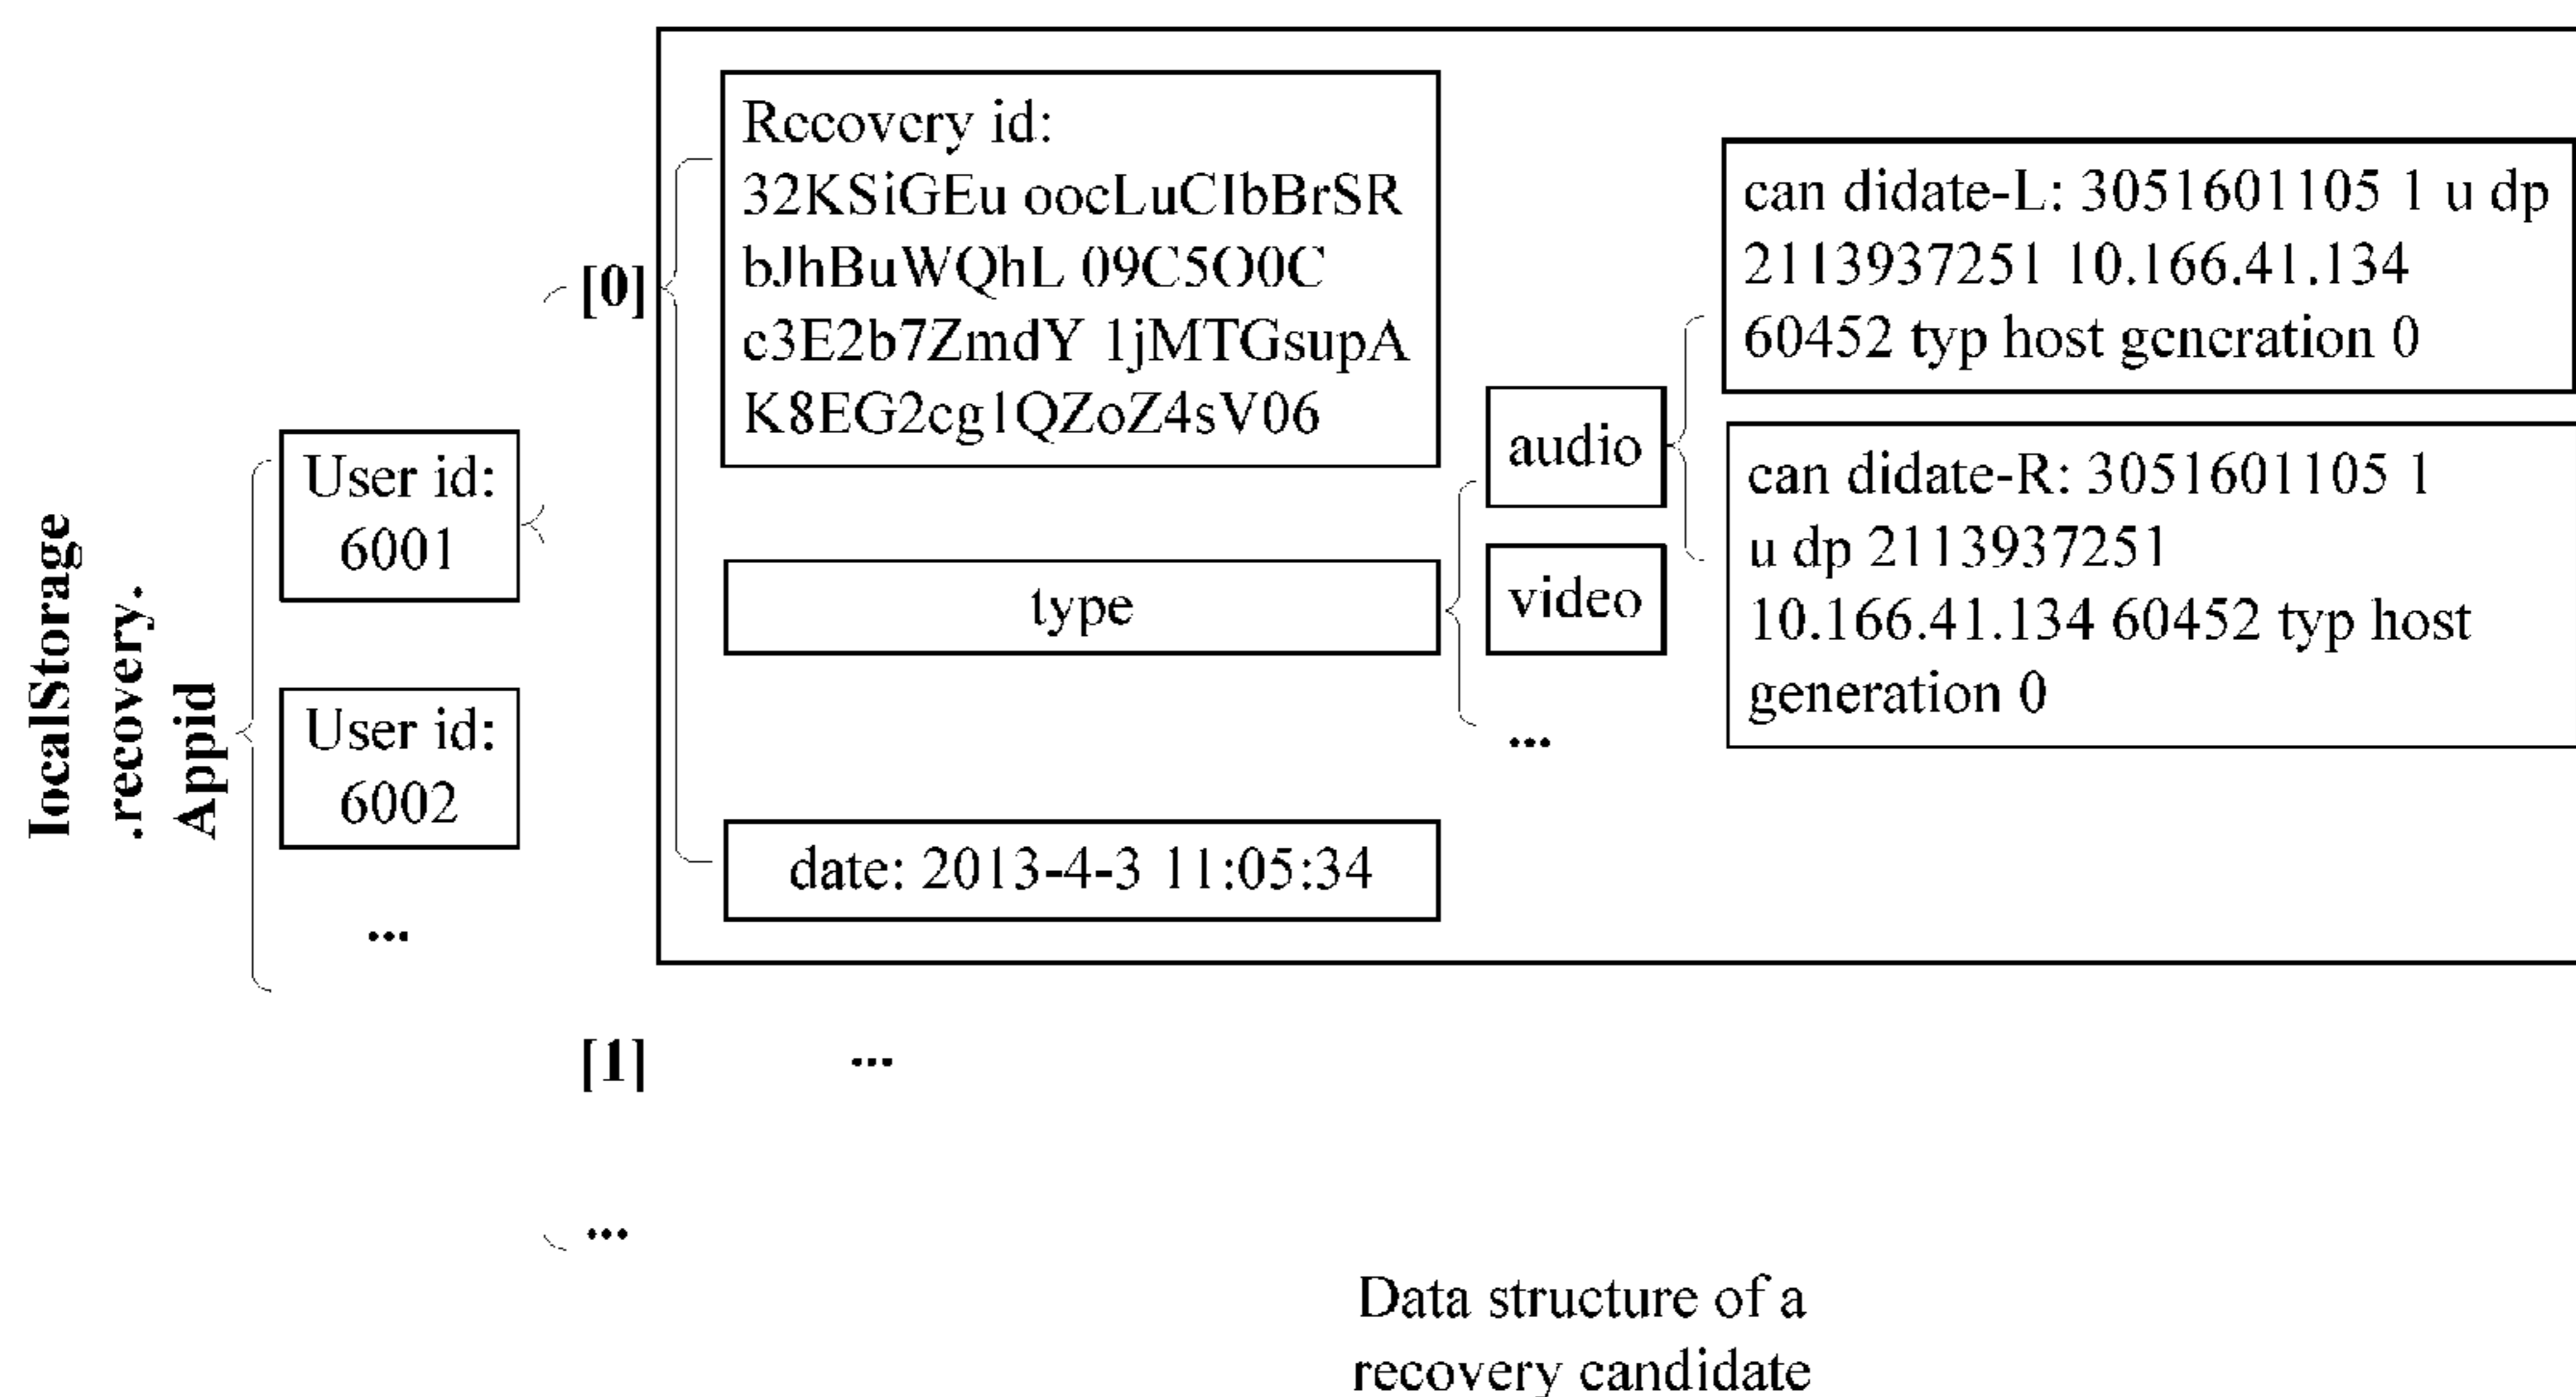 localStorage
.recovery.
Appid
User id:
6001
User id:
6002
...
[0]
Recovery id:
32KSiGEu oocLuCIbBrSR
bJhBuWQhL 09C5O0C
c3E2b7ZmdY 1jMTGsupA
K8EG2cg1QZoZ4sV06
type
date: 2013-4-3 11:05:34
audio
video
...
can didate-L: 3051601105 1 u dp
2113937251 10.166.41.134
60452 typ host generation 0
can didate-R: 3051601105 1
u dp 2113937251
10.166.41.134 60452 typ host
generation 0
[1]
...
...
Data structure of a
recovery candidate